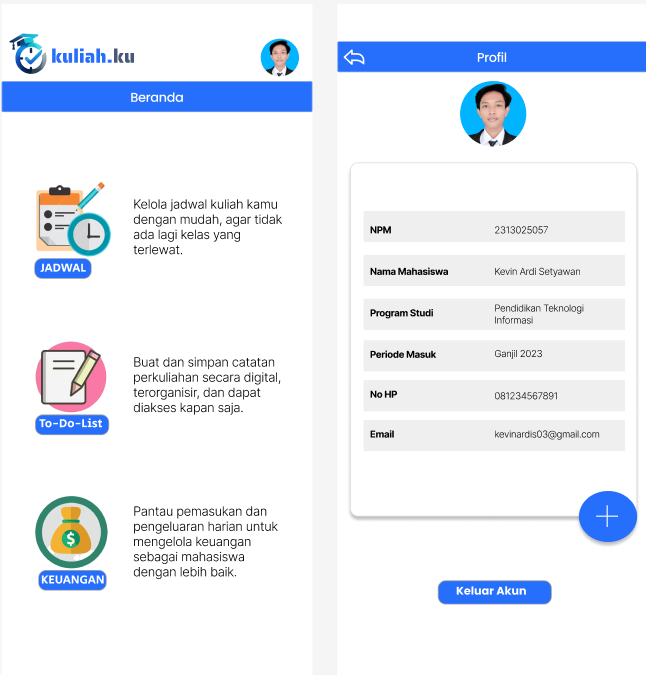 kuliah.ku
Beranda
Kelola jadwal kuliah kamu
dengan mudah, agar tidak
ada lagi kelas yang
terlewat.
JADWAL
Buat dan simpan catatan
perkuliahan secara digital,
terorganisir, dan dapat
diakses kapan saja.
To-Do-List
Pantau pemasukan dan
pengeluaran harian untuk
mengelola keuangan
sebagai mahasiswa
dengan lebih baik.
$
KEUANGAN
Profil
NPM 2313025057
Nama Mahasiswa Kevin Ardi Setyawan
Program Studi Pendidikan Teknologi
Informasi
Periode Masuk Ganjil 2023
No HP 081234567891
Email kevinardis03@gmail.com
Keluar Akun